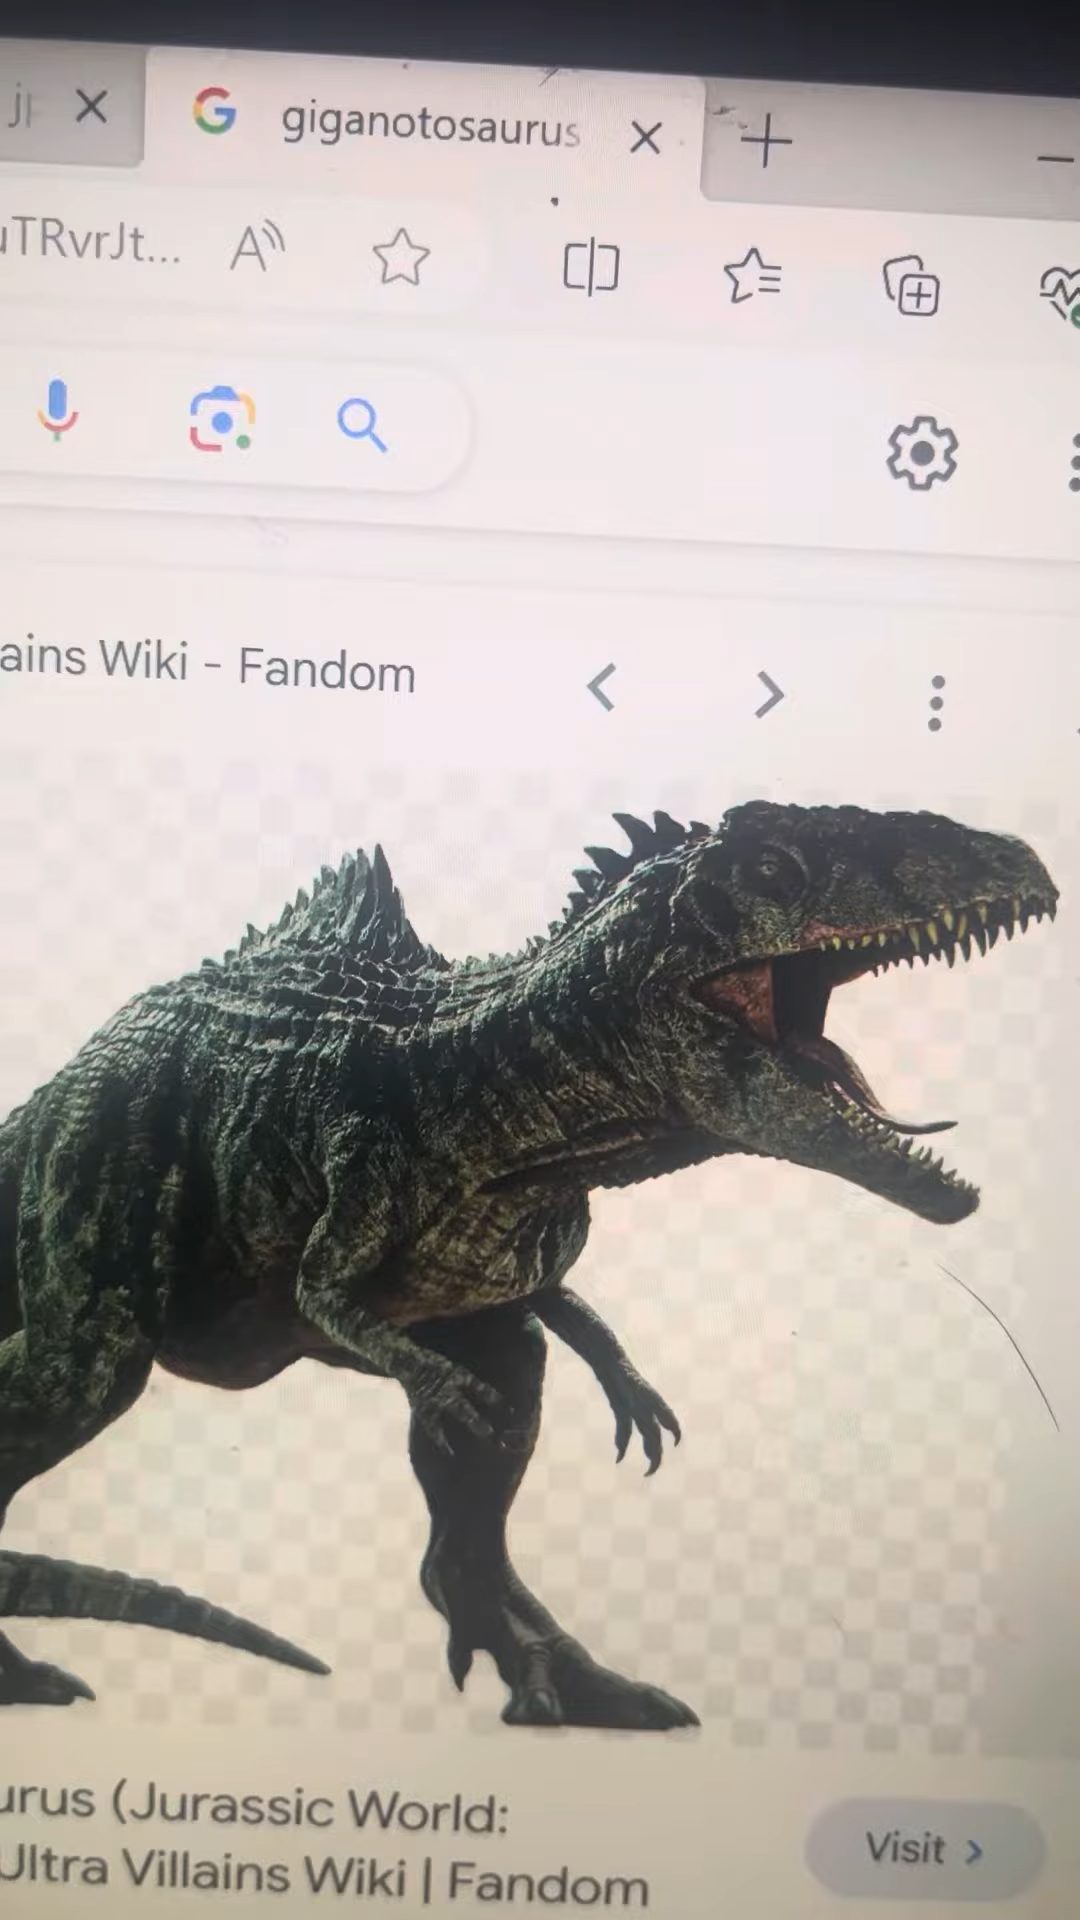 giganotosaurus
uTRvrJt...
ains Wiki - Fandom
urus (Jurassic World:
Ultra Villains Wiki | Fandom
Visit